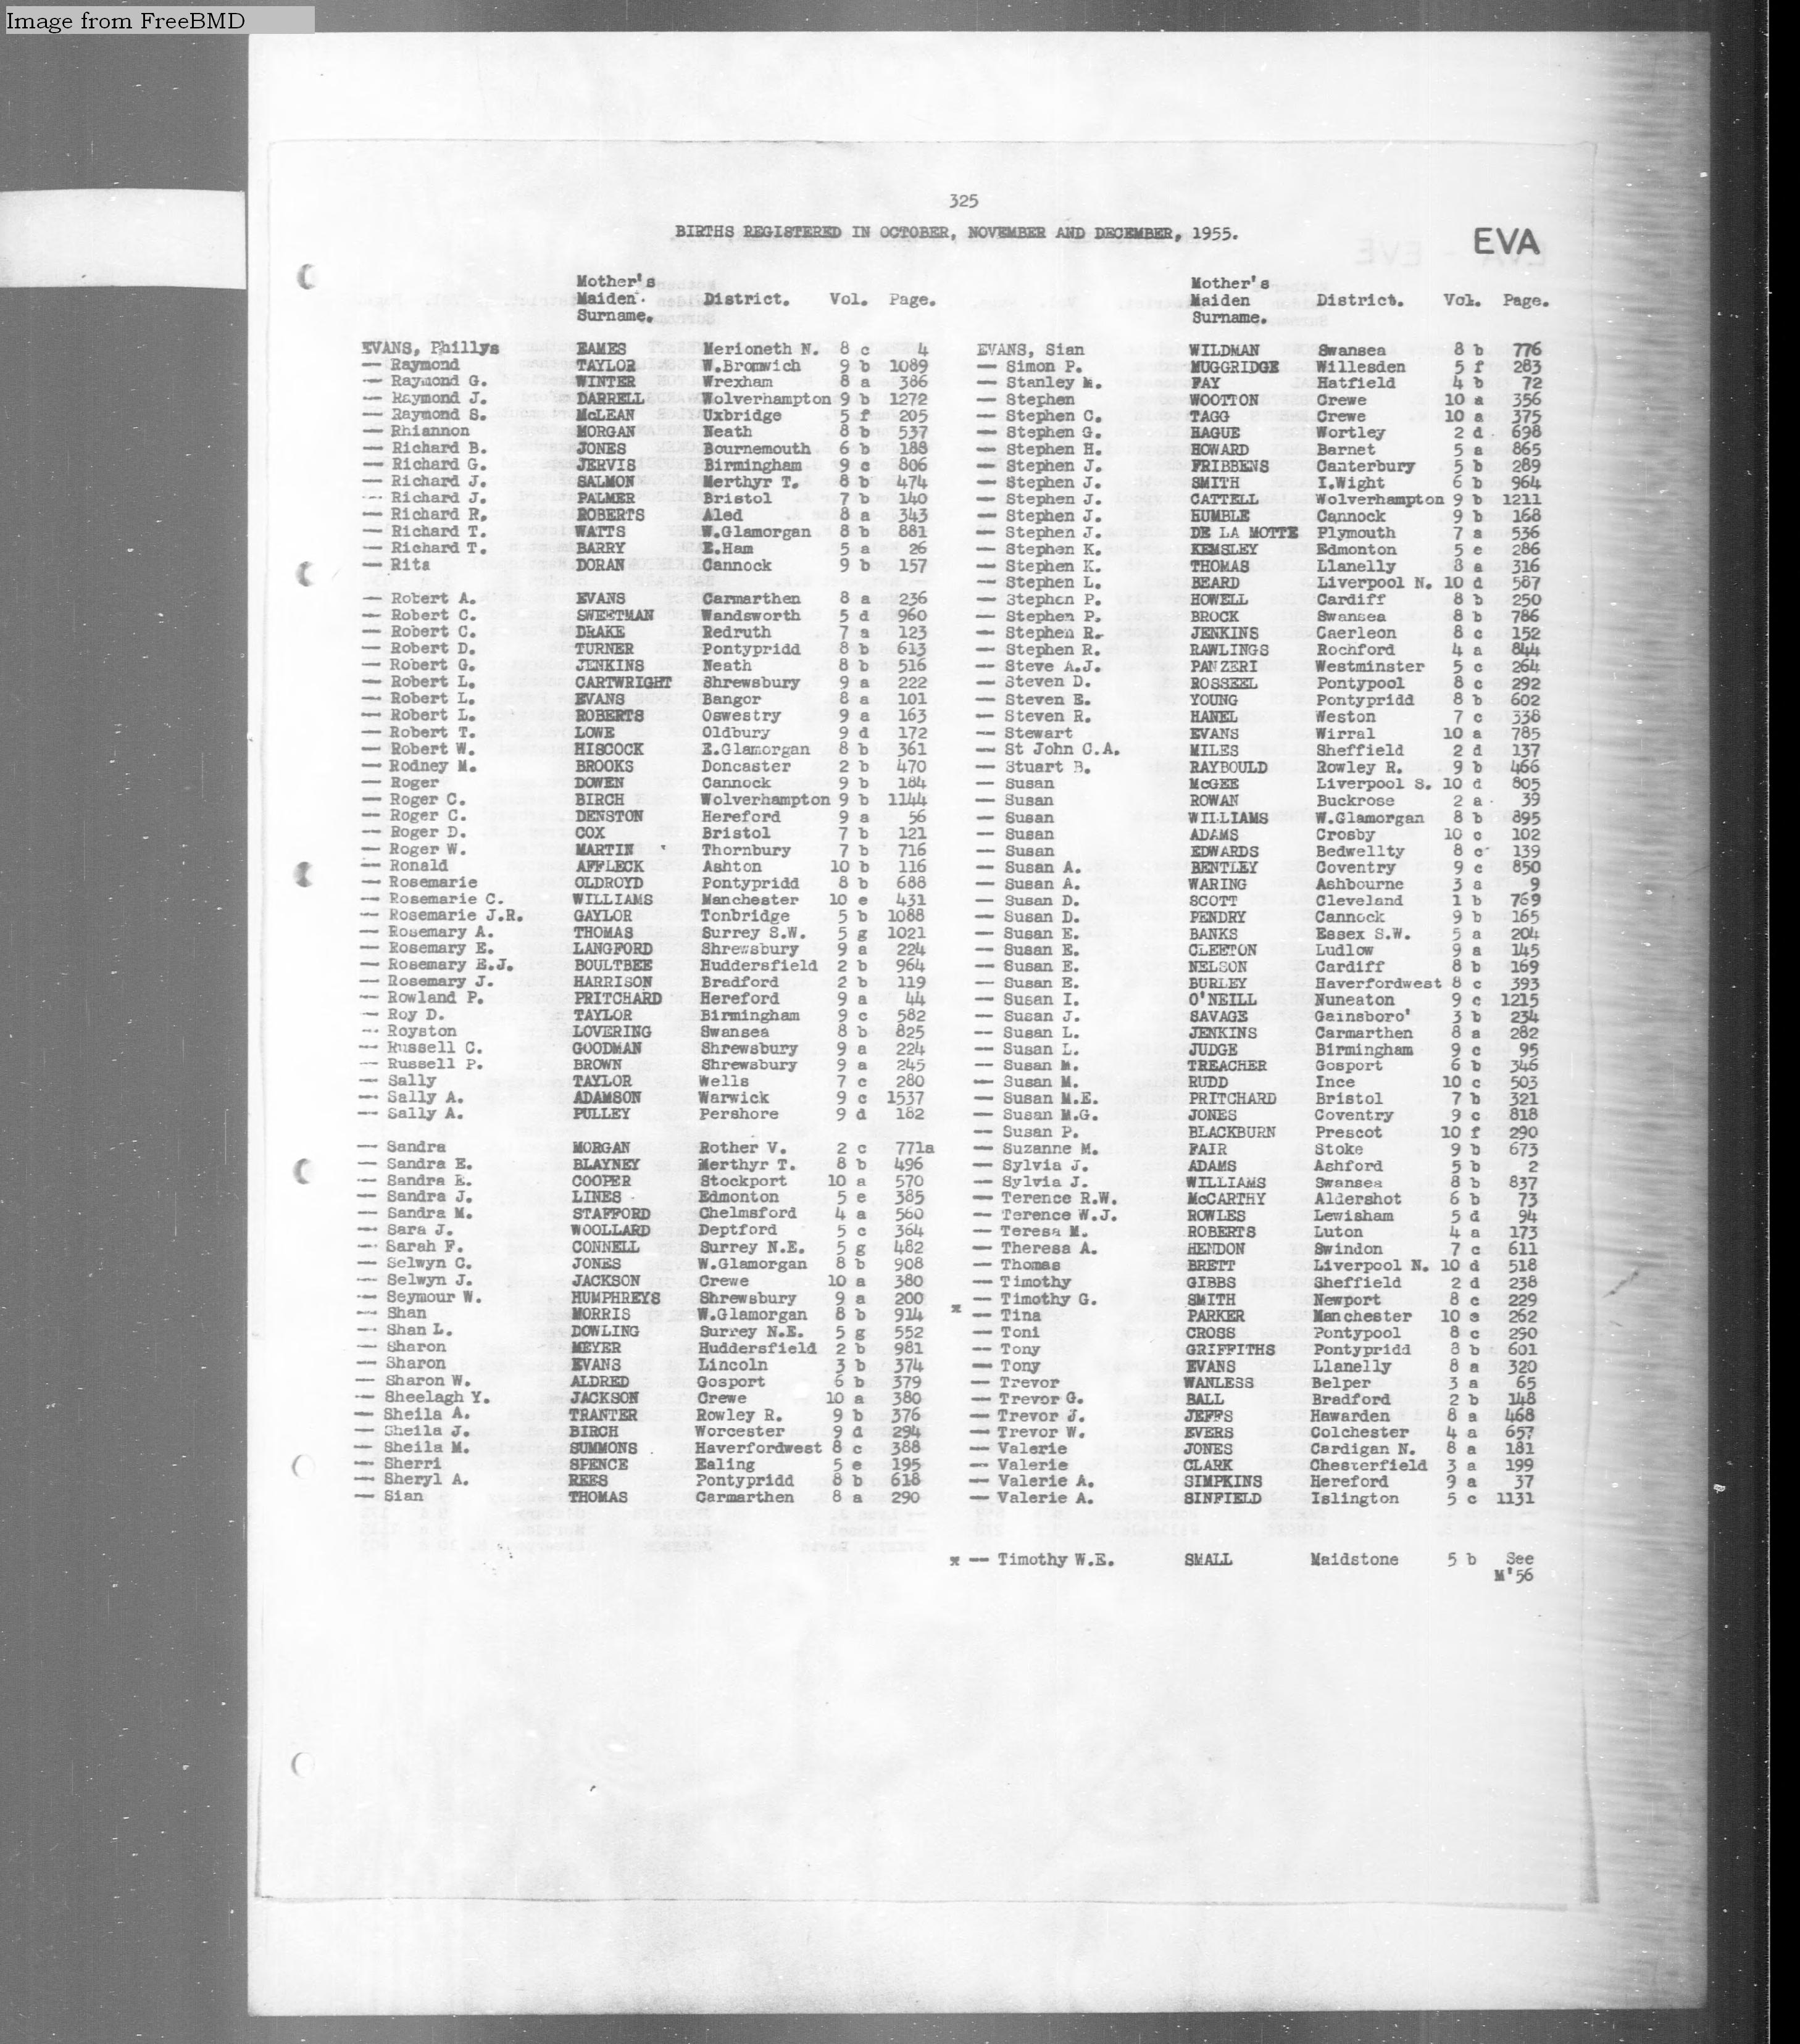 Image from FreeBMD
325
BIRTHS REGISTERED IN OCTOBER, NOVEMBER AND DECEMBER, 1955.
EVA
Mother's
Maiden District. Vol. Page.
Surname.
EVANS, Phillys EAMES Merioneth N. 8 c 4
— Raymond TAYLOR W.Bromwich 9 b 1089
— Raymond G. WINTER Wrexham 8 a 386
— Raymond J. DARRELL Wolverhampton 9 b 1272
— Raymond S. McLEAN Uxbridge 5 f 205
— Rhiannon MORGAN Neath 8 b 537
— Richard B. JONES Bournemouth 6 b 188
— Richard G. JERVIS Birmingham 9 c 806
— Richard J. SALMON Merthyr T. 8 b 474
— Richard J. PALMER Bristol 7 b 140
— Richard R. ROBERTS Aled 8 a 343
— Richard T. WATTS W.Glamorgan 8 b 881
— Richard T. BARRY E.Ham 5 a 26
— Rita DORAN Cannock 9 b 157
— Robert A. EVANS Carmarthen 8 a 236
— Robert C. SWEETMAN Wandsworth 5 d 960
— Robert C. DRAKE Redruth 7 a 123
— Robert D. TURNER Pontypridd 8 b 613
— Robert G. JENKINS Neath 8 b 516
— Robert L. CARTWRIGHT Shrewsbury 9 a 222
— Robert L. EVANS Bangor 8 a 101
— Robert L. ROBERTS Oswestry 9 a 163
— Robert T. LOWE Oldbury 9 d 172
— Robert W. HISCOCK E.Glamorgan 8 b 361
— Rodney M. BROOKS Doncaster 2 b 470
— Roger DOWEN Cannock 9 b 184
— Roger C. BIRCH Wolverhampton 9 b 1144
— Roger C. DENSTON Hereford 9 a 56
— Roger D. COX Bristol 7 b 121
— Roger W. MARTIN Thornbury 7 b 716
— Ronald AFFLECK Ashton 10 b 116
— Rosemarie OLDROYD Pontypridd 8 b 688
— Rosemarie C. WILLIAMS Manchester 10 e 431
— Rosemarie J.R. GAYLOR Tonbridge 5 b 1088
— Rosemary A. THOMAS Surrey S.W. 5 g 1021
— Rosemary E. LANGFORD Shrewsbury 9 a 224
— Rosemary E.J. BOULTBEE Huddersfield 2 b 964
— Rosemary J. HARRISON Bradford 2 b 119
— Rowland P. PRITCHARD Hereford 9 a 44
— Roy D. TAYLOR Birmingham 9 c 582
— Royston LOVERING Swansea 8 b 825
— Russell C. GOODMAN Shrewsbury 9 a 224
— Russell P. BROWN Shrewsbury 9 a 245
— Sally TAYLOR Wells 7 c 280
— Sally A. ADAMSON Warwick 9 c 1537
— Sally A. PULLEY Pershore 9 d 182
— Sandra MORGAN Rother V. 2 c 771a
— Sandra E. BLAYNEY Merthyr T. 8 b 496
— Sandra E. COOPER Stockport 10 a 570
— Sandra J. LINES Edmonton 5 e 385
— Sandra M. STAFFORD Chelmsford 4 a 560
— Sara J. WOOLLARD Deptford 5 c 364
— Sarah F. CONNELL Surrey N.E. 5 g 482
— Selwyn C. JONES W.Glamorgan 8 b 908
— Selwyn J. JACKSON Crewe 10 a 380
— Seymour W. HUMPHREYS Shrewsbury 9 a 200
— Shan MORRIS W.Glamorgan 8 b 914
— Shan L. DOWLING Surrey N.E. 5 g 552
— Sharon MEYER Huddersfield 2 b 981
— Sharon EVANS Lincoln 3 b 374
— Sharon W. ALDRED Gosport 6 b 379
— Sheelagh Y. JACKSON Crewe 10 a 380
— Sheila A. TRANTER Rowley R. 9 b 376
— Sheila J. BIRCH Worcester 9 d 294
— Sheila M. SUMMONS Haverfordwest 8 c 388
— Sherri SPENCE Ealing 5 e 195
— Sheryl A. REES Pontypridd 8 b 618
— Sian THOMAS Carmarthen 8 a 290
Mother's
Maiden District. Vol. Page.
Surname.
EVANS, Sian WILDMAN Swansea 8 b 776
— Simon P. MUGGRIDGE Willesden 5 f 283
— Stanley M. FAY Hatfield 4 b 72
— Stephen WOOTTON Crewe 10 a 356
— Stephen C. TAGG Crewe 10 a 375
— Stephen G. HAGUE Wortley 2 d 698
— Stephen H. HOWARD Barnet 5 a 865
— Stephen J. FRIBBENS Canterbury 5 b 289
— Stephen J. SMITH I.Wight 6 b 964
— Stephen J. CATTELL Wolverhampton 9 b 1211
— Stephen J. HUMBLE Cannock 9 b 168
— Stephen J. DE LA MOTTE Plymouth 7 a 536
— Stephen K. KEMSLEY Edmonton 5 e 286
— Stephen K. THOMAS Llanelly 8 a 316
— Stephen L. BEARD Liverpool N. 10 d 587
— Stephen P. HOWELL Cardiff 8 b 250
— Stephen P. BROCK Swansea 8 b 786
— Stephen R. JENKINS Caerleon 8 c 152
— Stephen R. RAWLINGS Rochford 4 a 844
— Steve A.J. PANZERI Westminster 5 c 264
— Steven D. ROSSEEL Pontypool 8 c 292
— Steven E. YOUNG Pontypridd 8 b 602
— Steven R. HANEL Weston 7 c 338
— Stewart EVANS Wirral 10 a 785
— St John C.A. MILES Sheffield 2 d 137
— Stuart B. RAYBOULD Rowley R. 9 b 466
— Susan McGEE Liverpool S. 10 d 805
— Susan ROWAN Buckrose 2 a 39
— Susan WILLIAMS W.Glamorgan 8 b 895
— Susan ADAMS Crosby 10 c 102
— Susan EDWARDS Bedwellty 8 c 139
— Susan A. BENTLEY Coventry 9 c 850
— Susan A. WARING Ashbourne 3 a 9
— Susan D. SCOTT Cleveland 1 b 769
— Susan D. PENDRY Cannock 9 b 165
— Susan E. BANKS Essex S.W. 5 a 204
— Susan E. CLEETON Ludlow 9 a 145
— Susan E. NELSON Cardiff 8 b 169
— Susan E. BURLEY Haverfordwest 8 c 393
— Susan I. O'NEILL Nuneaton 9 c 1215
— Susan J. SAVAGE Gainsboro' 3 b 234
— Susan L. JENKINS Carmarthen 8 a 282
— Susan L. JUDGE Birmingham 9 c 95
— Susan M. TREACHER Gosport 6 b 346
— Susan M. RUDD Ince 10 c 503
— Susan M.E. PRITCHARD Bristol 7 b 321
— Susan M.G. JONES Coventry 9 c 818
— Susan P. BLACKBURN Prescot 10 f 290
— Suzanne M. FAIR Stoke 9 b 673
— Sylvia J. ADAMS Ashford 5 b 2
— Sylvia J. WILLIAMS Swansea 8 b 837
— Terence R.W. McCARTHY Aldershot 6 b 73
— Terence W.J. ROWLES Lewisham 5 d 94
— Teresa M. ROBERTS Luton 4 a 173
— Theresa A. HENDON Swindon 7 c 611
— Thomas BRETT Liverpool N. 10 d 518
— Timothy GIBBS Sheffield 2 d 238
— Timothy G. SMITH Newport 8 c 229
x — Tina PARKER Manchester 10 e 262
— Toni CROSS Pontypool 8 c 290
— Tony GRIFFITHS Pontypridd 8 b 601
— Tony EVANS Llanelly 8 a 320
— Trevor WANLESS Belper 3 a 65
— Trevor G. BALL Bradford 2 b 148
— Trevor J. JEFFS Hawarden 8 a 468
— Trevor W. EVERS Colchester 4 a 657
— Valerie JONES Cardigan N. 8 a 181
— Valerie CLARK Chesterfield 3 a 199
— Valerie A. SIMPKINS Hereford 9 a 37
— Valerie A. SINFIELD Islington 5 c 1131
x — Timothy W.E. SMALL Maidstone 5 b See
M'56